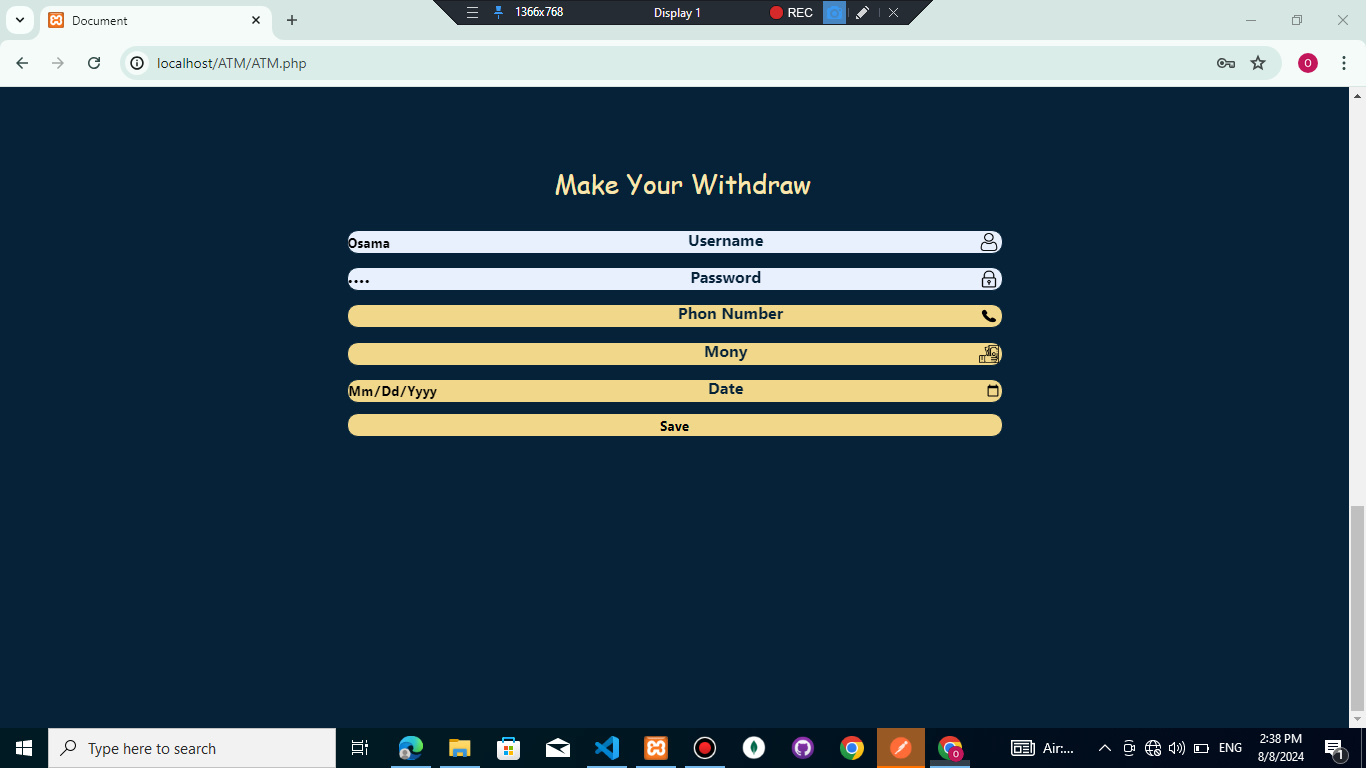 1366x768 Display 1 REC
Document
localhost/ATM/ATM.php O
Make Your Withdraw
Osama Username
Password
Phon Number
Mony
Mm/Dd/Yyyy Date
Save
Type here to search O Air:... ENG 2:38 PM
8/8/2024 1